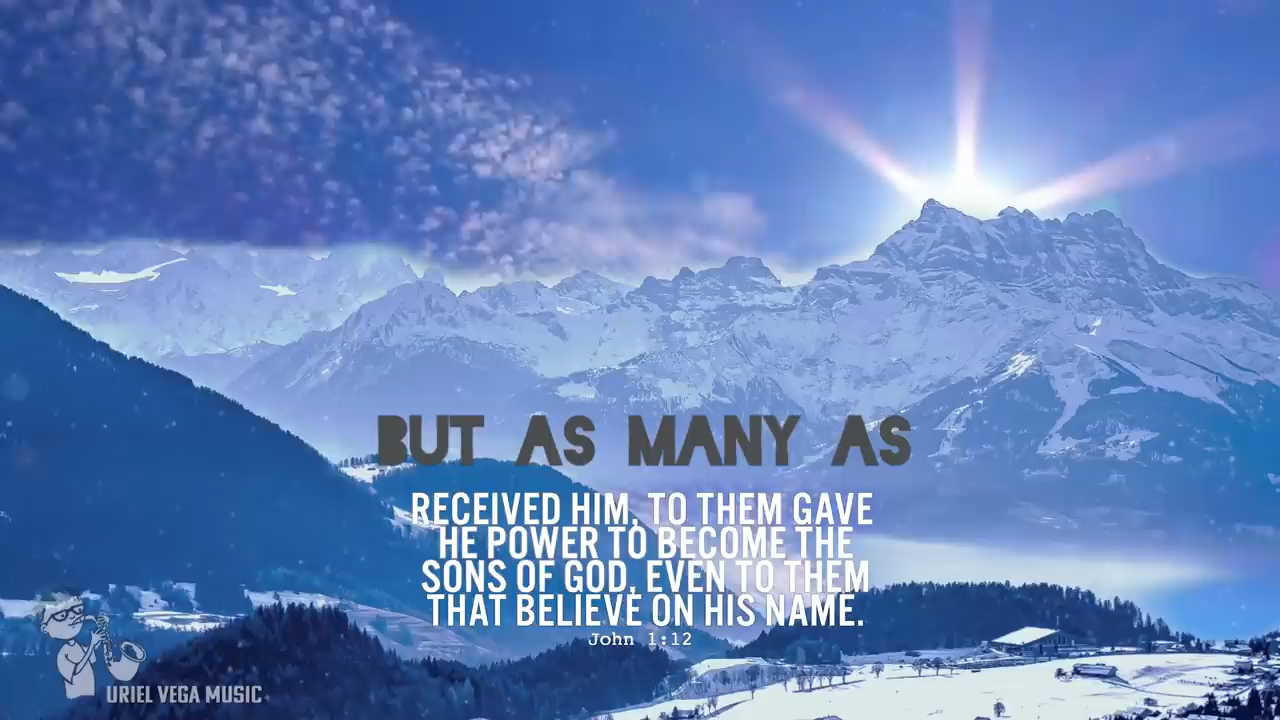 BUT AS MANY AS
RECEIVED HIM, TO THEM GAVE
HE POWER TO BECOME THE
SONS OF GOD, EVEN TO THEM
THAT BELIEVE ON HIS NAME.
John 1:12
URIEL VEGA MUSIC